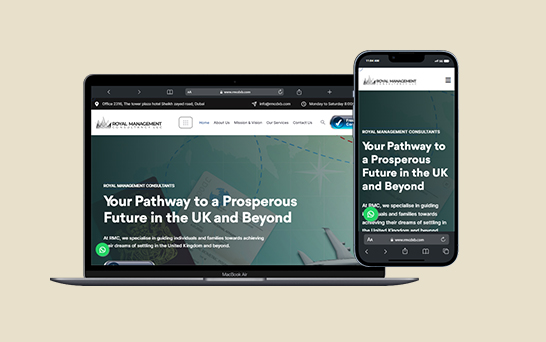 www.rmcdxb.com
Office 2795, The tower plaza hotel Sheikh zayed road, Dubai
info@rmcdxb.com
Monday to Saturday
ROYAL MANAGEMENT
CONSULTANCY LLC
Home
About Us
Mission & Vision
Our Services
Contact Us
ROYAL MANAGEMENT CONSULTANTS
Your Pathway to a Prosperous
Future in the UK and Beyond
At RMC, we specialise in guiding individuals and families towards achieving
their dreams of settling in the United Kingdom and beyond.
MacBook Air
ROYAL MANAGEMENT
CONSULTANCY LLC
ROYAL MANAGEMENT CONSULTANTS
Your Pathway to
a Prosperous
Future in the UK
and Beyond
At RMC, we specialise in guiding
individuals and families towards
achieving their dreams of settling
in the United Kingdom and beyond
AA
www.rmcdxb.com